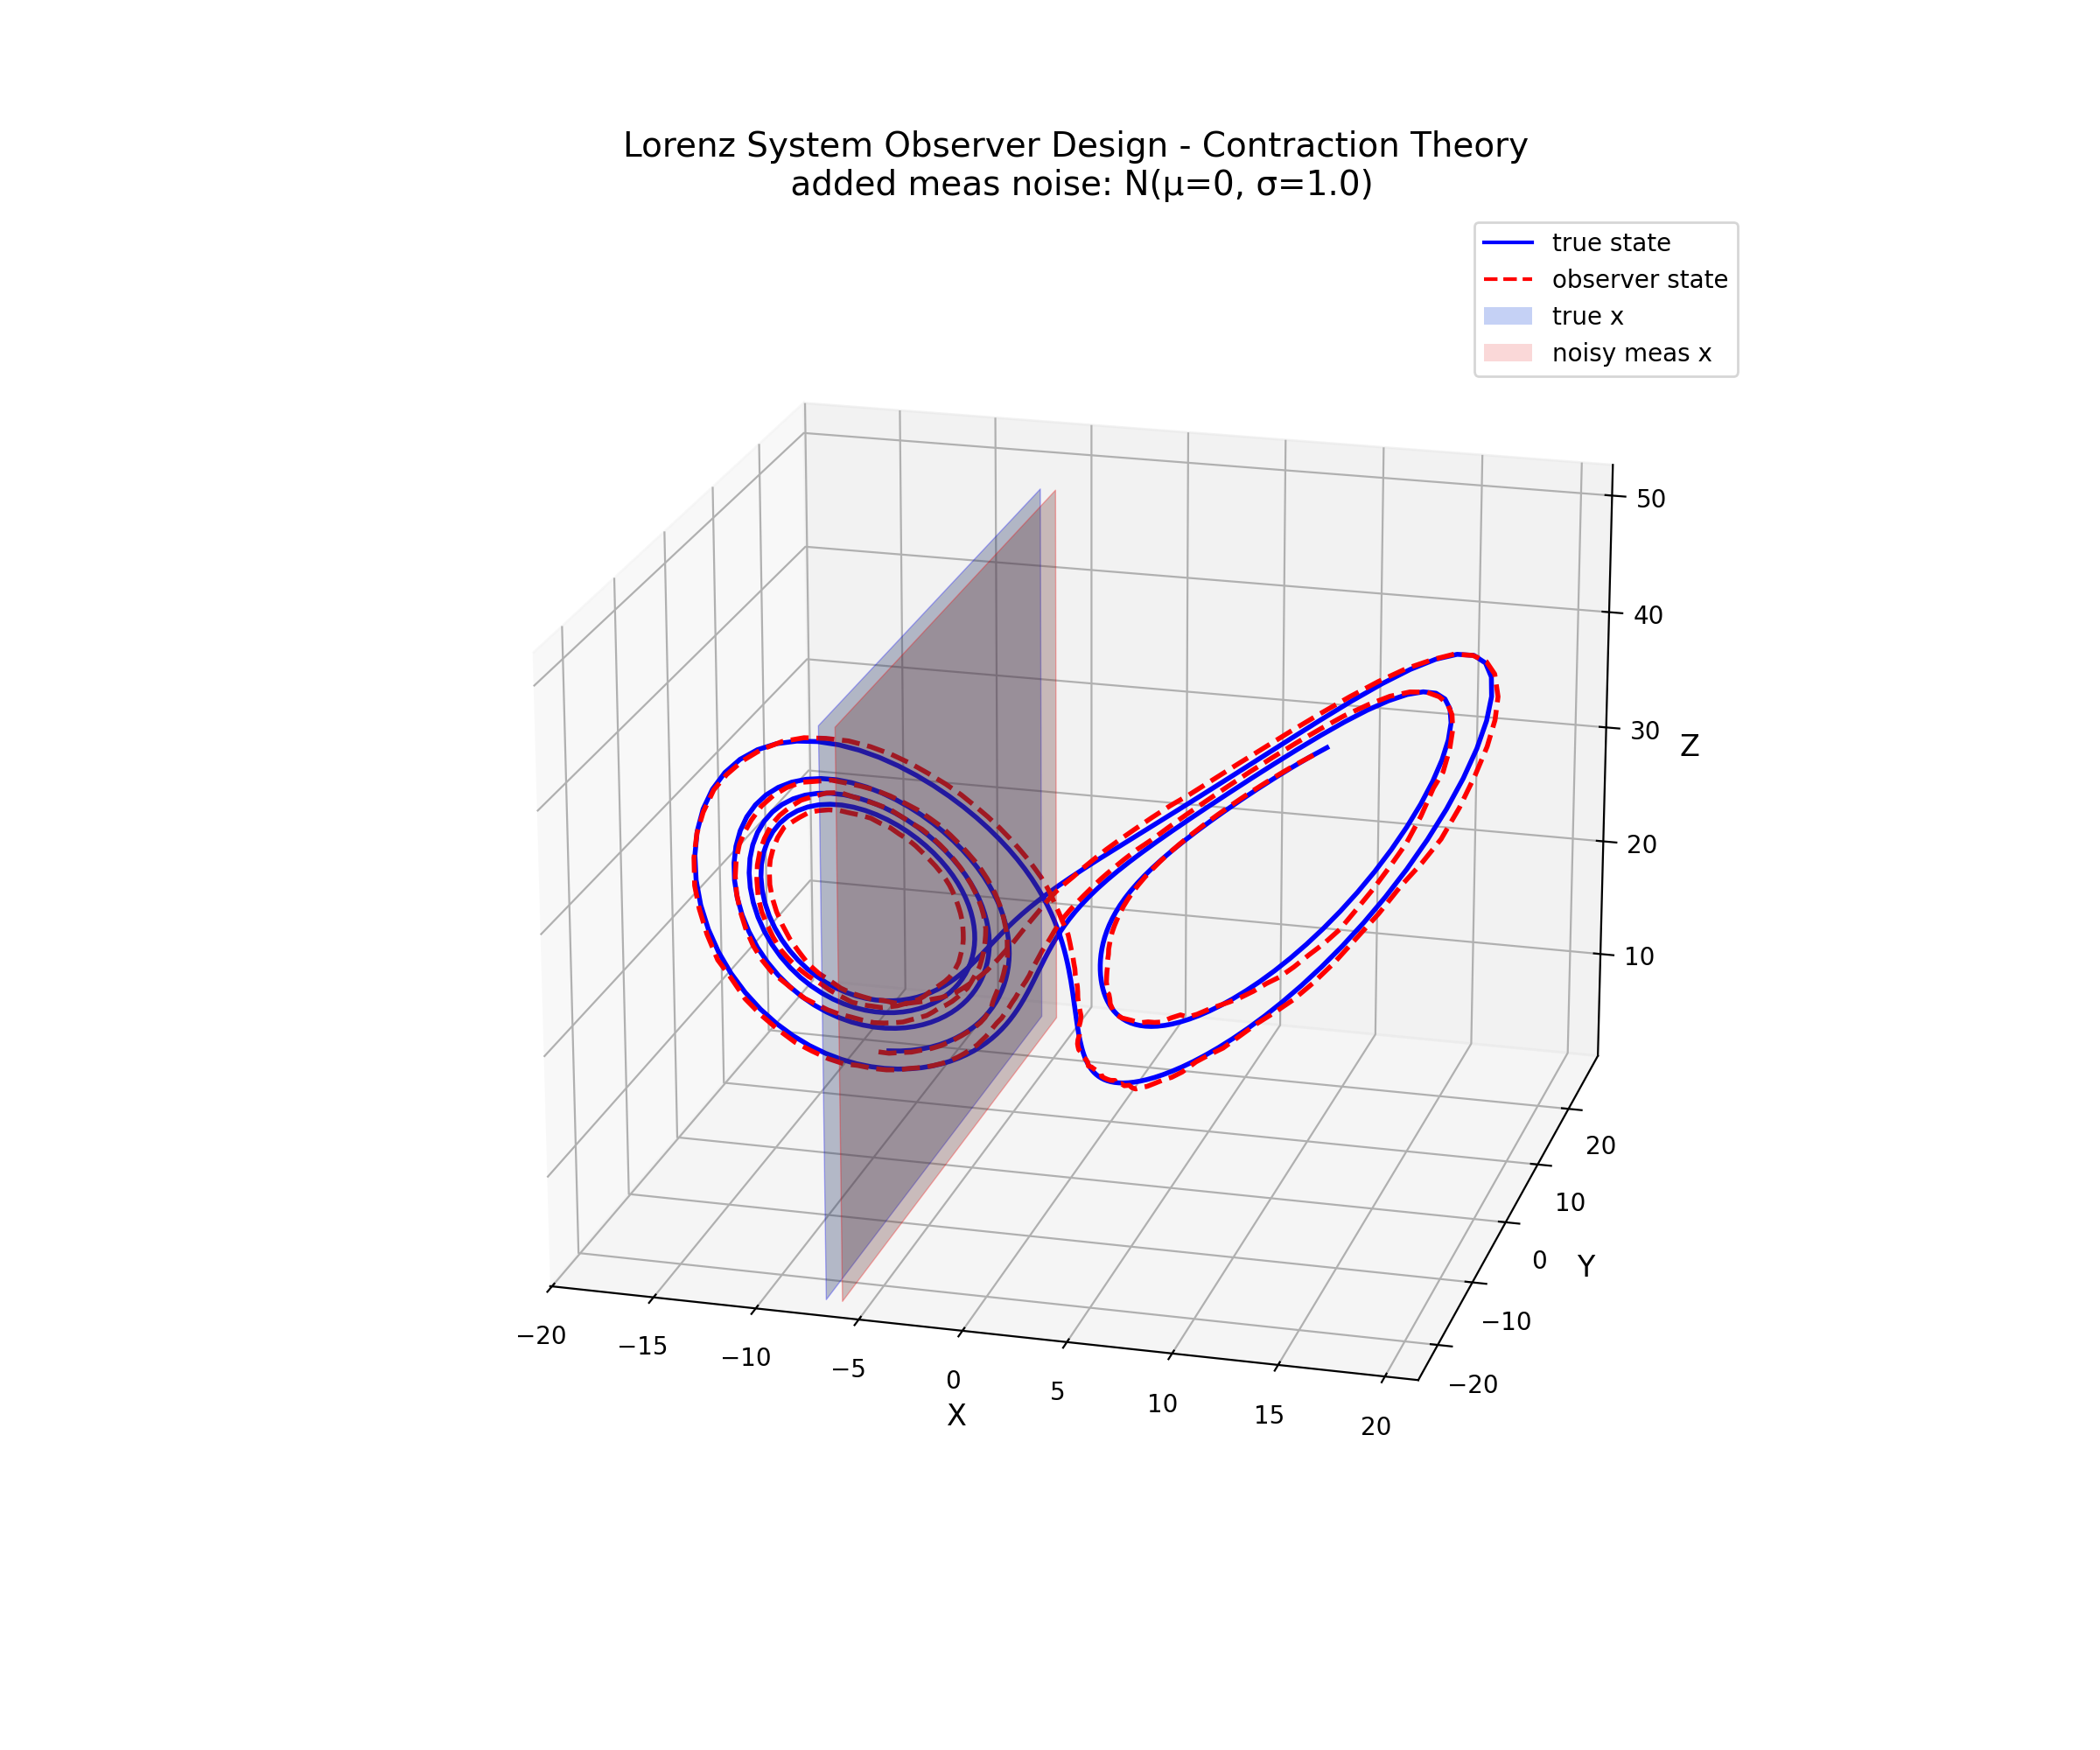 Lorenz System Observer Design - Contraction Theory
added meas noise: N(μ=0, σ=1.0)
true state
observer state
true x
noisy meas x
50
40
30
Z
20
10
20
10
0
Y
−10
−20
−20
−15
−10
−5
0
5
10
15
20
X